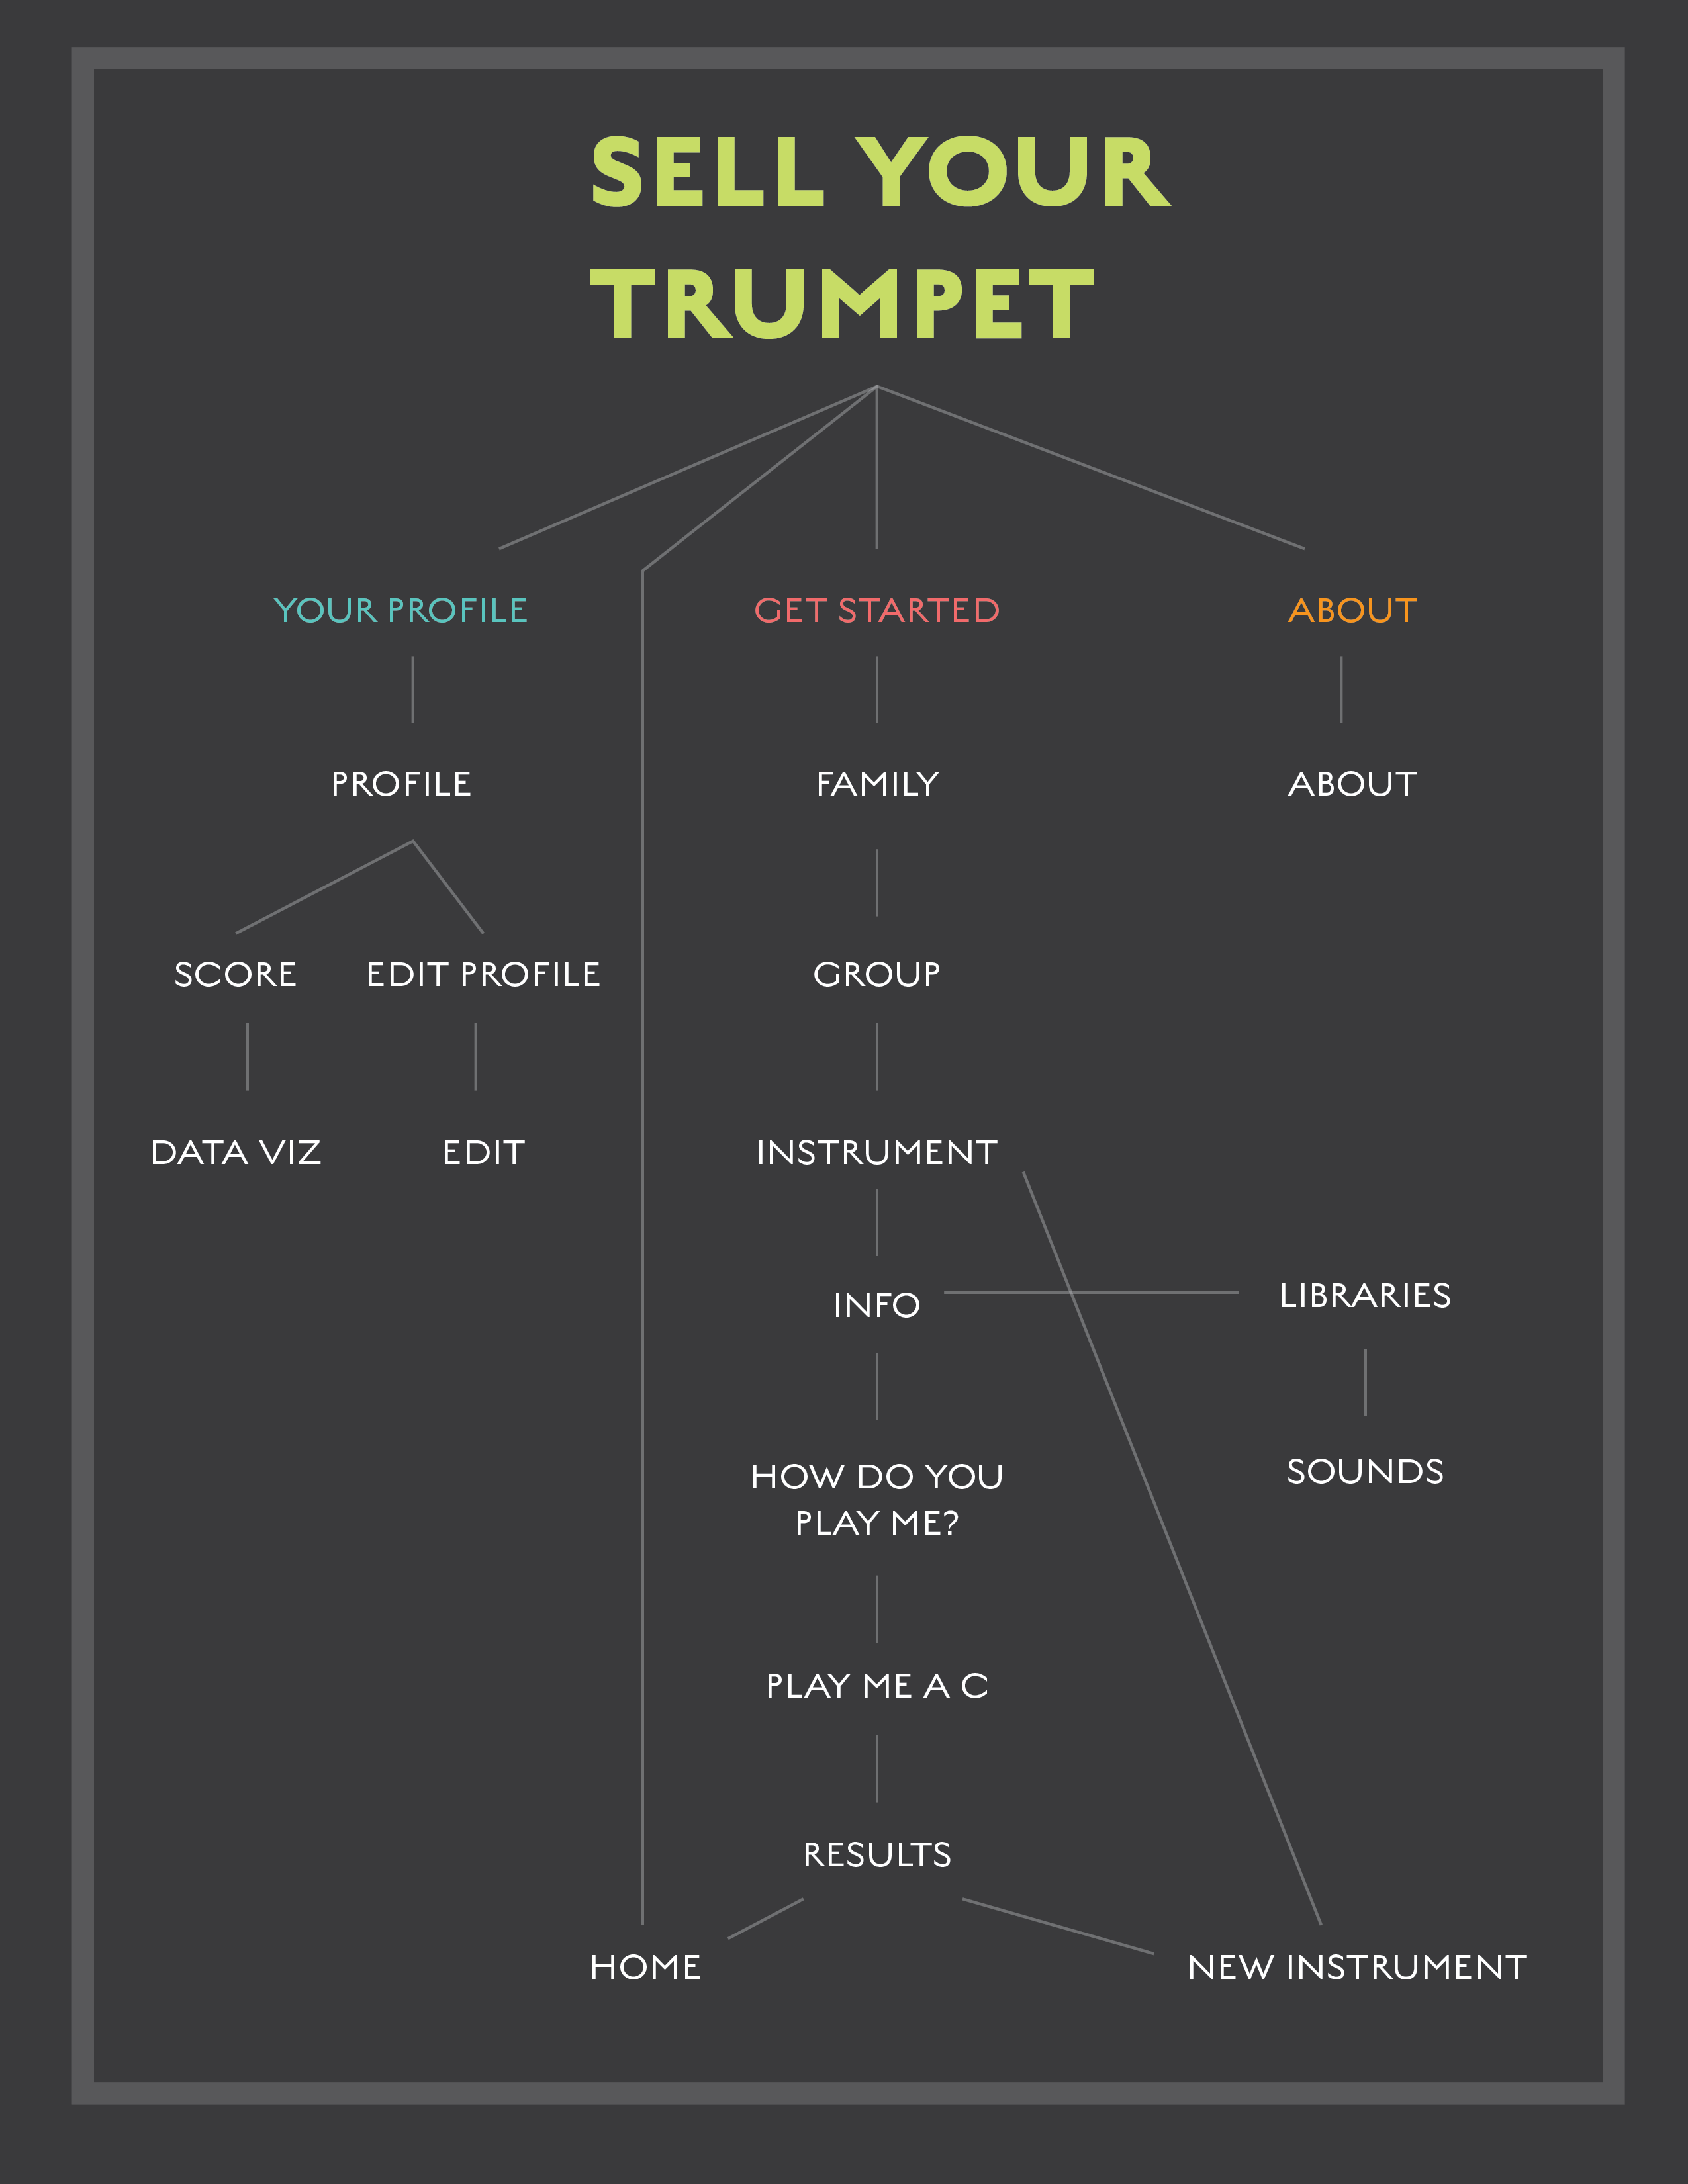 SELL YOUR
TRUMPET
YOUR PROFILE
GET STARTED
ABOUT
PROFILE
FAMILY
ABOUT
SCORE
EDIT PROFILE
GROUP
DATA VIZ
EDIT
INSTRUMENT
INFO
LIBRARIES
HOW DO YOU
PLAY ME?
SOUNDS
PLAY ME A C
RESULTS
HOME
NEW INSTRUMENT